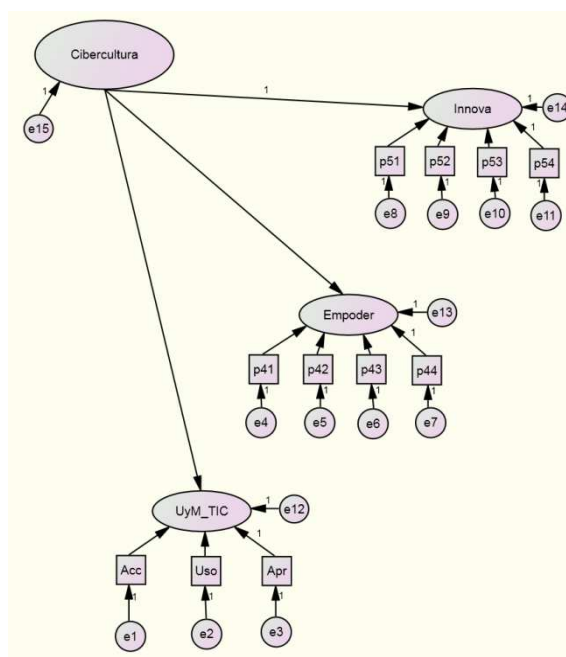 Cibercultura
1
e15
1
Innova
1
e14
1
p51
p52
p53
p54
1
1
1
1
e8
e9
e10
e11
Empoder
1
e13
1
p41
p42
p43
p44
1
1
1
1
e4
e5
e6
e7
UyM_TIC
1
e12
1
Acc
Uso
Apr
1
1
1
e1
e2
e3